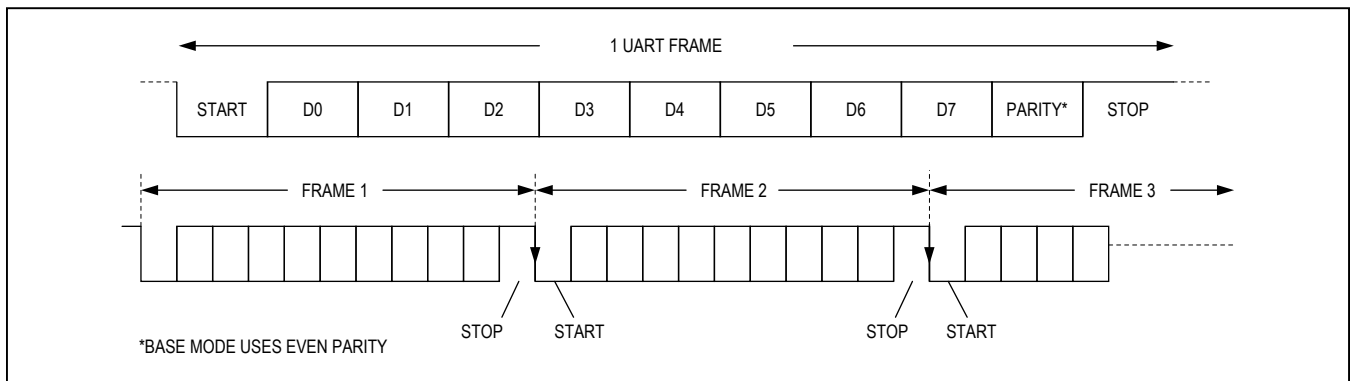 1 UART FRAME
START D0 D1 D2 D3 D4 D5 D6 D7 PARITY* STOP
FRAME 1 FRAME 2 FRAME 3
STOP START STOP START
*BASE MODE USES EVEN PARITY